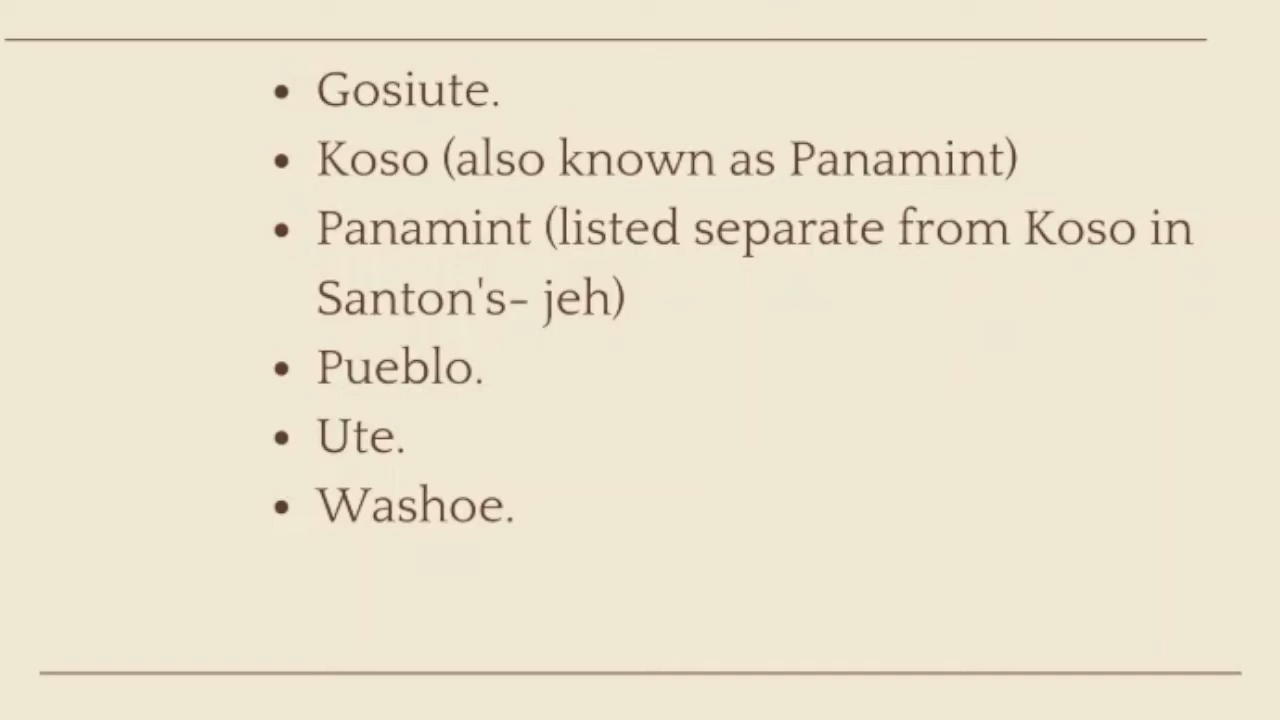 • Gosiute.
• Koso (also known as Panamint)
• Panamint (listed separate from Koso in
Santon's- jeh)
• Pueblo.
• Ute.
• Washoe.